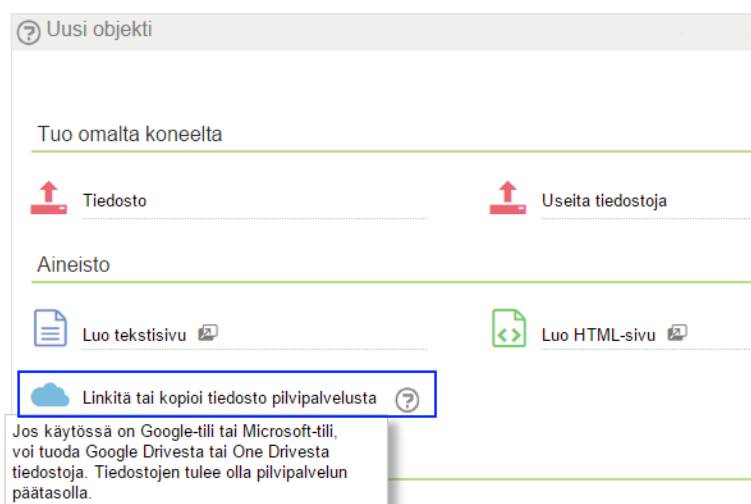 Uusi objekti
Tuo omalta koneelta
Tiedosto
Useita tiedostoja
Aineisto
Luo tekstisivu
Luo HTML-sivu
Linkitä tai kopioi tiedosto pilvipalvelusta
Jos käytössä on Google-tili tai Microsoft-tili,
voi tuoda Google Drivesta tai One Drivesta
tiedostoja. Tiedostojen tulee olla pilvipalvelun
päätasolla.